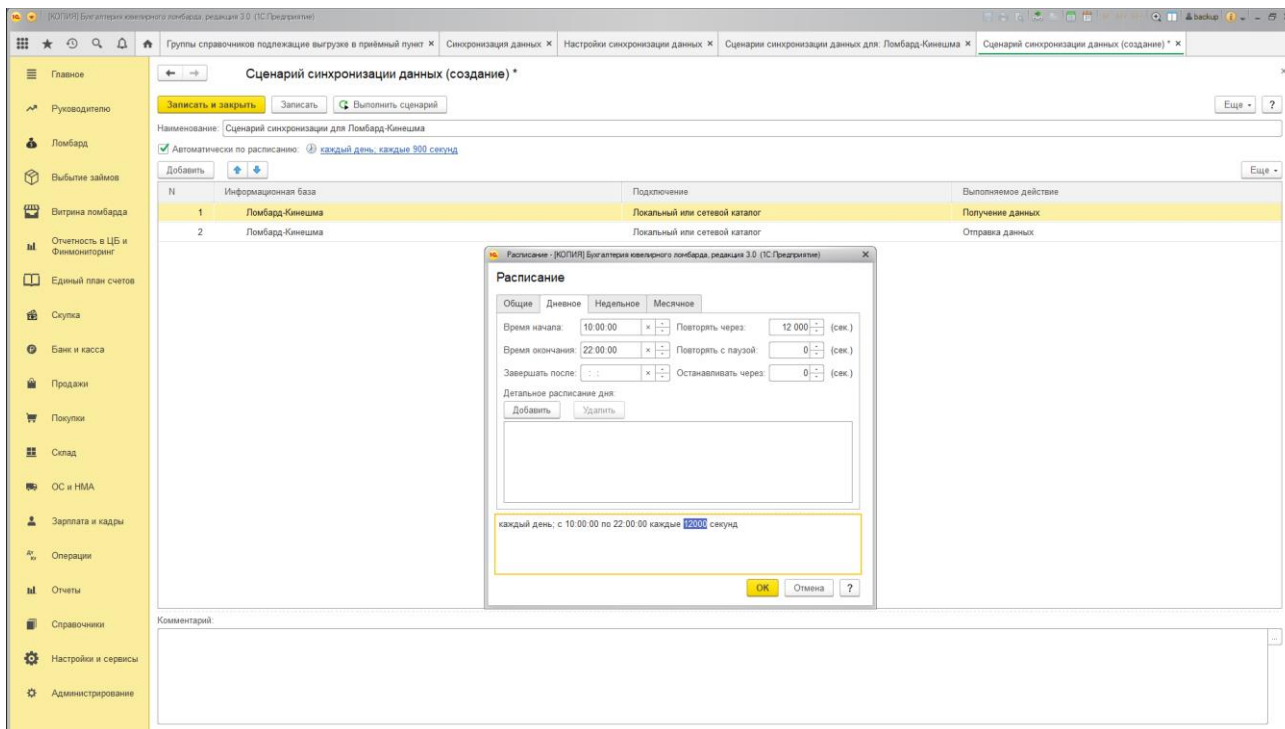 [КОПИЯ] Бухгалтерия ювелирного ломбарда, редакция 3.0 (1С:Предприятие)
backup
Группы справочников подлежащие выгрузке в приёмный пункт ×
Синхронизация данных ×
Настройки синхронизации данных ×
Сценарии синхронизации данных для: Ломбард-Кинешма ×
Сценарий синхронизации данных (создание) * ×
Главное
Руководителю
Ломбард
Выбытие займов
Витрина ломбарда
Отчетность в ЦБ и
Финмониторинг
Единый план счетов
Скупка
Банк и касса
Продажи
Покупки
Склад
ОС и НМА
Зарплата и кадры
Операции
Отчеты
Справочники
Настройки и сервисы
Администрирование
Сценарий синхронизации данных (создание) *
Записать и закрыть Записать Выполнить сценарий Еще ?
Наименование: Сценарий синхронизации для Ломбард-Кинешма
Автоматически по расписанию: каждый день; каждые 900 секунд
Добавить Еще
N Информационная база Подключение Выполняемое действие
1 Ломбард-Кинешма Локальный или сетевой каталог Получение данных
2 Ломбард-Кинешма Локальный или сетевой каталог Отправка данных
Расписание - [КОПИЯ] Бухгалтерия ювелирного ломбарда, редакция 3.0 (1С:Предприятие) ×
Расписание
Общие Дневное Недельное Месячное
Время начала: 10:00:00 × Повторять через: 12 000 (сек.)
Время окончания: 22:00:00 × Повторять с паузой: 0 (сек.)
Завершать после: : : × Останавливать через: 0 (сек.)
Детальное расписание дня:
Добавить Удалить
каждый день; с 10:00:00 по 22:00:00 каждые 12000 секунд
ОК Отмена ?
Комментарий:
...